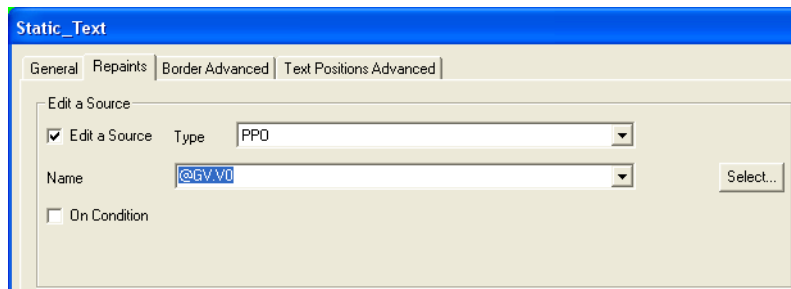 Static_Text
General Repaints Border Advanced Text Positions Advanced
Edit a Source
Edit a Source Type PPO
Name @GV.V0 Select...
On Condition